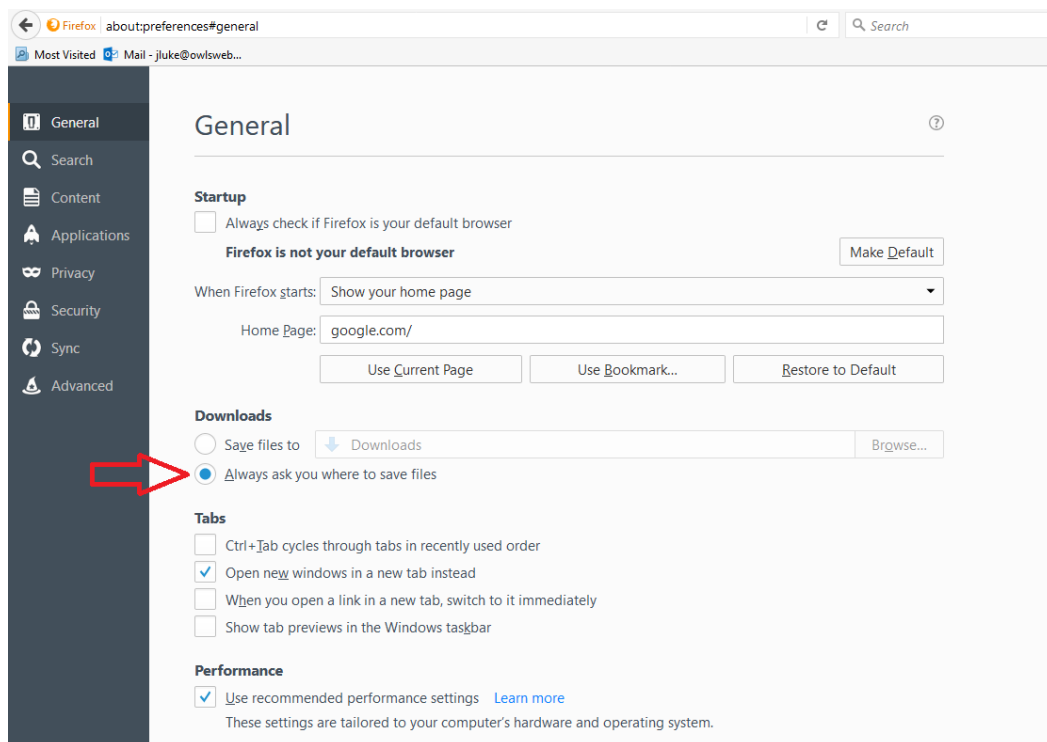 Firefox about:preferences#general Search
Most Visited Mail - jluke@owlsweb...
General
Search
Content
Applications
Privacy
Security
Sync
Advanced
General
Startup
Always check if Firefox is your default browser
Firefox is not your default browser Make Default
When Firefox starts: Show your home page
Home Page: google.com/
Use Current Page Use Bookmark... Restore to Default
Downloads
Save files to Downloads Browse...
Always ask you where to save files
Tabs
Ctrl+Tab cycles through tabs in recently used order
Open new windows in a new tab instead
When you open a link in a new tab, switch to it immediately
Show tab previews in the Windows taskbar
Performance
Use recommended performance settings Learn more
These settings are tailored to your computer's hardware and operating system.